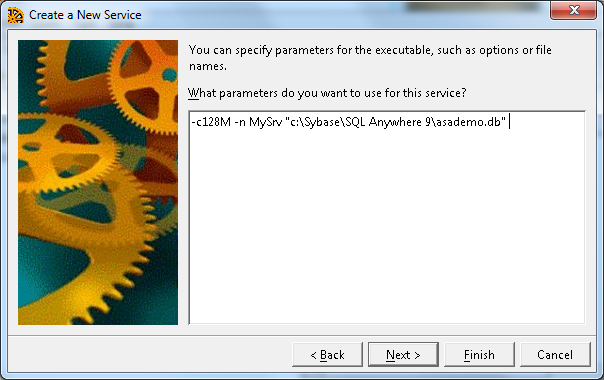 Create a New Service
You can specify parameters for the executable, such as options or file
names.
What parameters do you want to use for this service?
-c128M -n MySrv "c:\Sybase\SQL Anywhere 9\asademo.db"
< Back
Next >
Finish
Cancel